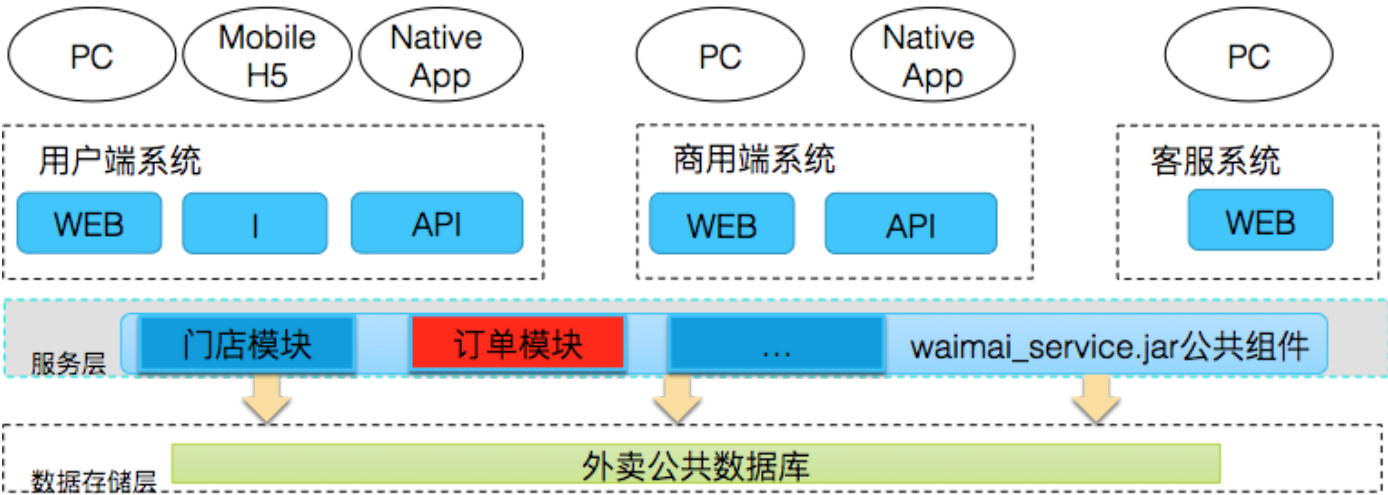 PC
Mobile
H5
Native
App
PC
Native
App
PC
用户端系统
商用端系统
客服系统
WEB
I
API
WEB
API
WEB
服务层
门店模块
订单模块
...
waimai_service.jar公共组件
数据存储层
外卖公共数据库